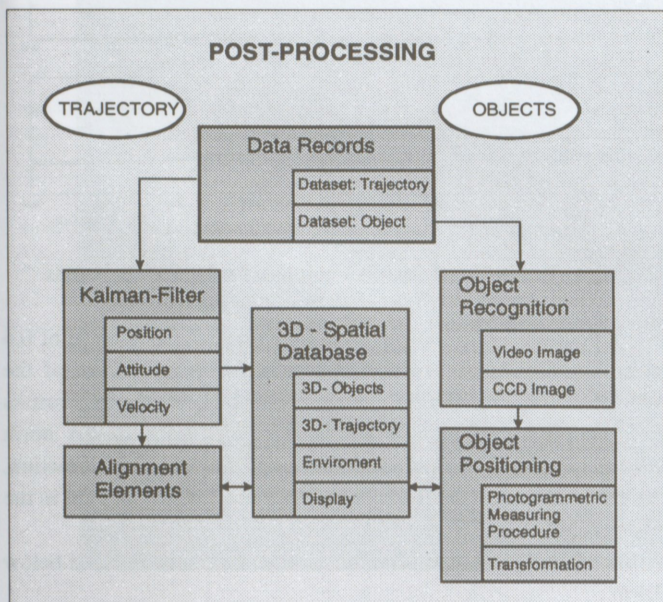 POST-PROCESSING
TRAJECTORY
OBJECTS
Data Records
Dataset: Trajectory
Dataset: Object
Kalman-Filter
Position
Attitude
Velocity
Alignment
Elements
3D - Spatial
Database
3D- Objects
3D- Trajectory
Enviroment
Display
Object
Recognition
Video Image
CCD Image
Object
Positioning
Photogrammetric
Measuring
Procedure
Transformation